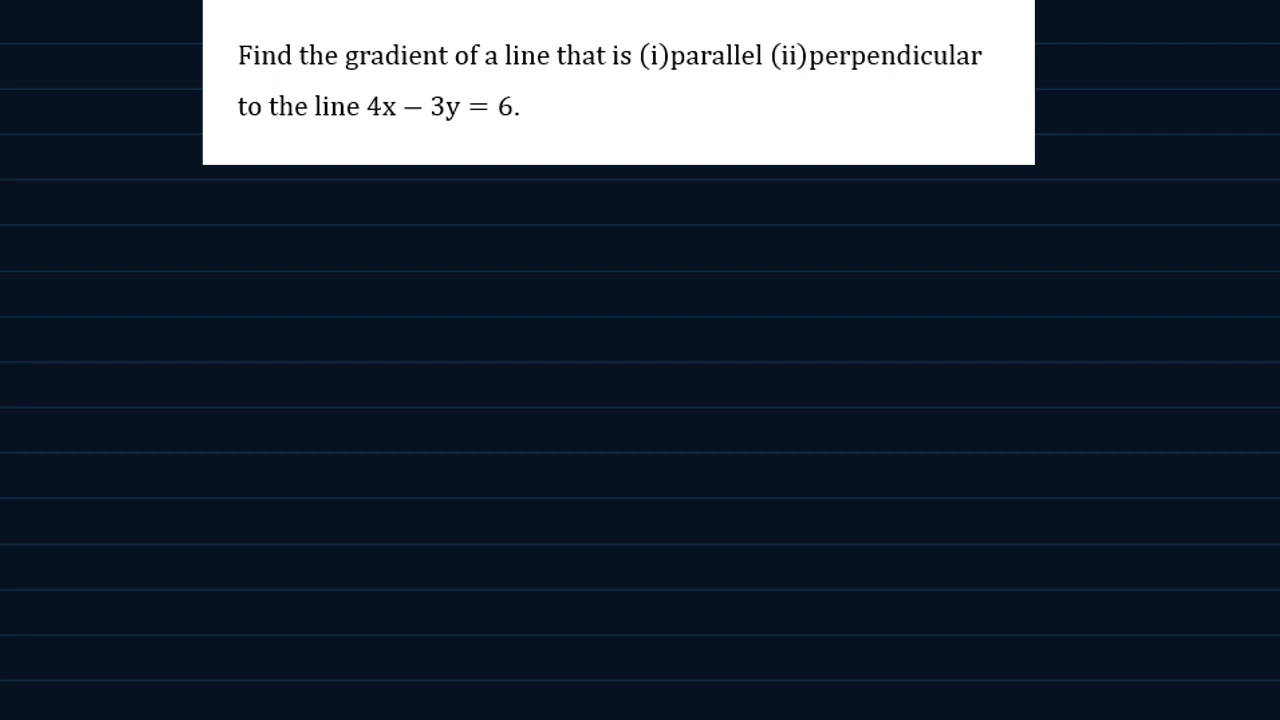 Find the gradient of a line that is (i)parallel (ii)perpendicular
to the line 4x − 3y = 6.